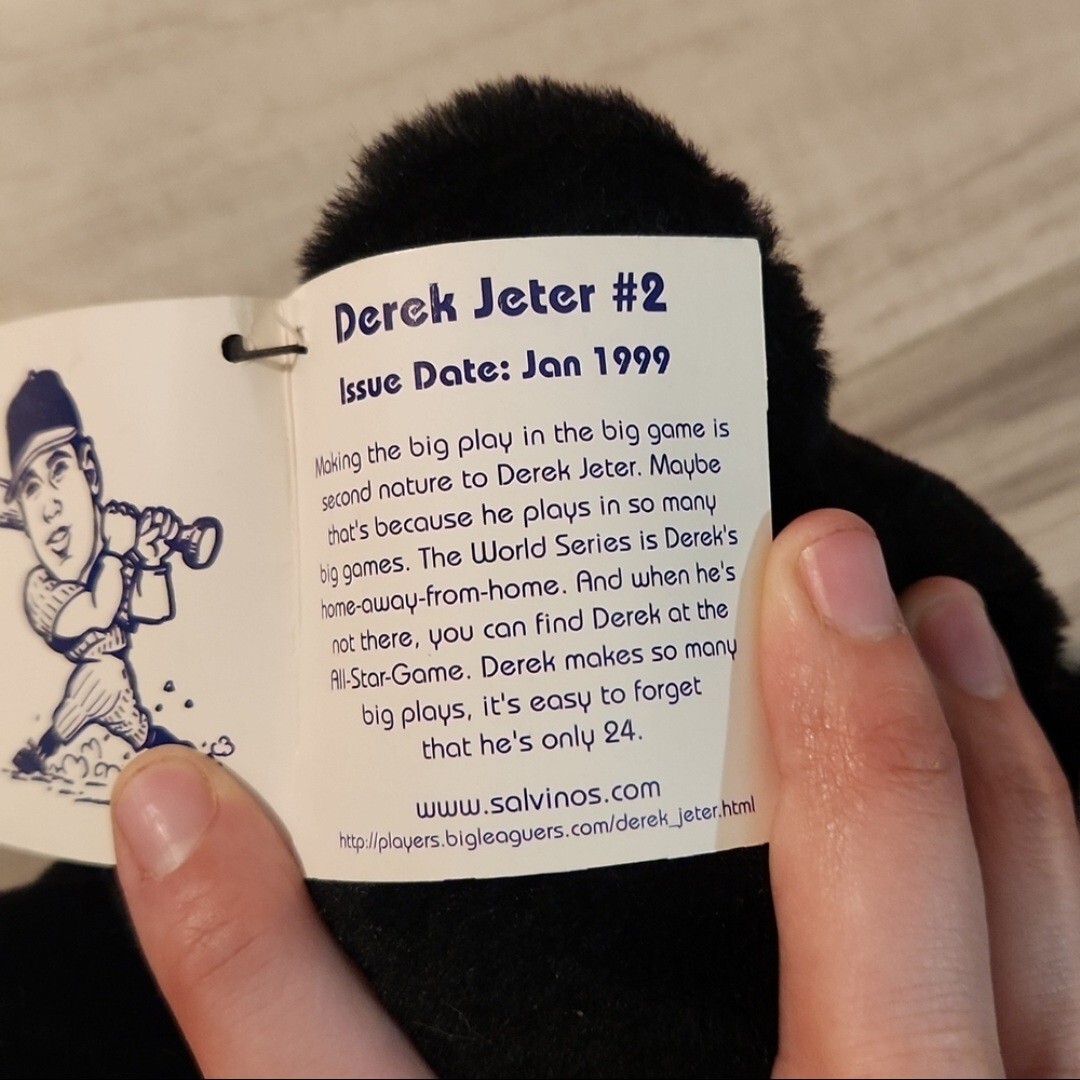 Derek Jeter #2
Issue Date: Jan 1999
Making the big play in the big game is
second nature to Derek Jeter. Maybe
that's because he plays in so many
big games. The World Series is Derek's
home-away-from-home. And when he's
not there, you can find Derek at the
All-Star-Game. Derek makes so many
big plays, it's easy to forget
that he's only 24.
www.salvinos.com
http://players.bigleaguers.com/derek_jeter.html